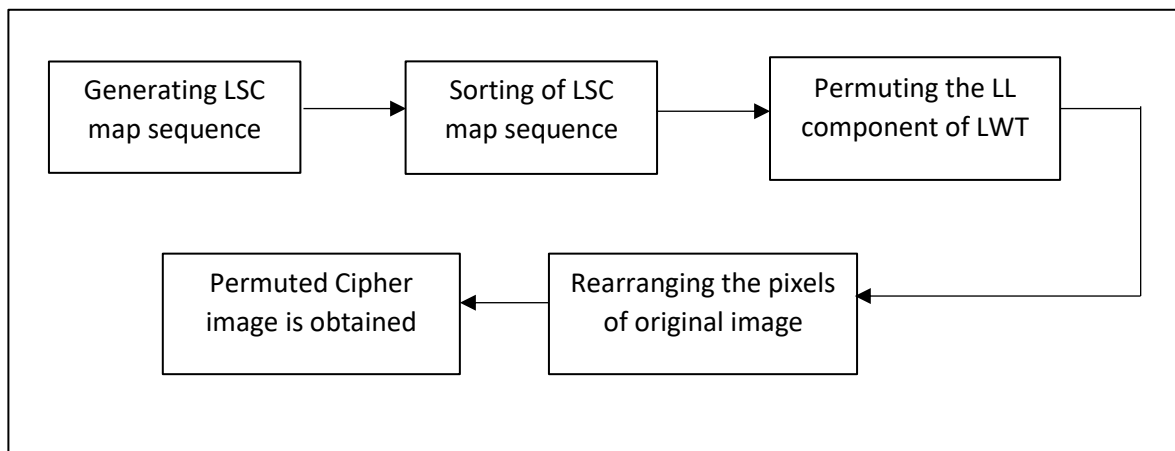 Generating LSC
map sequence
Sorting of LSC
map sequence
Permuting the LL
component of LWT
Rearranging the pixels
of original image
Permuted Cipher
image is obtained